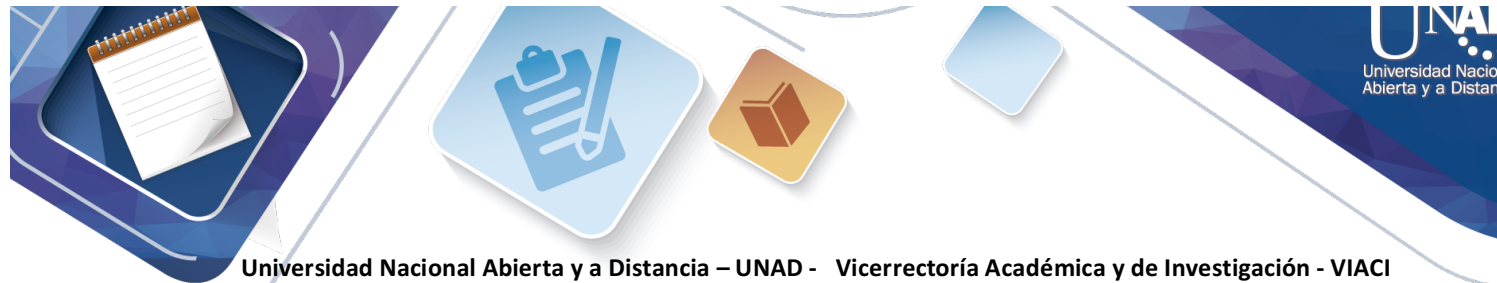 Universidad Nacional Abierta y a Distancia – UNAD - Vicerrectoría Académica y de Investigación - VIACI